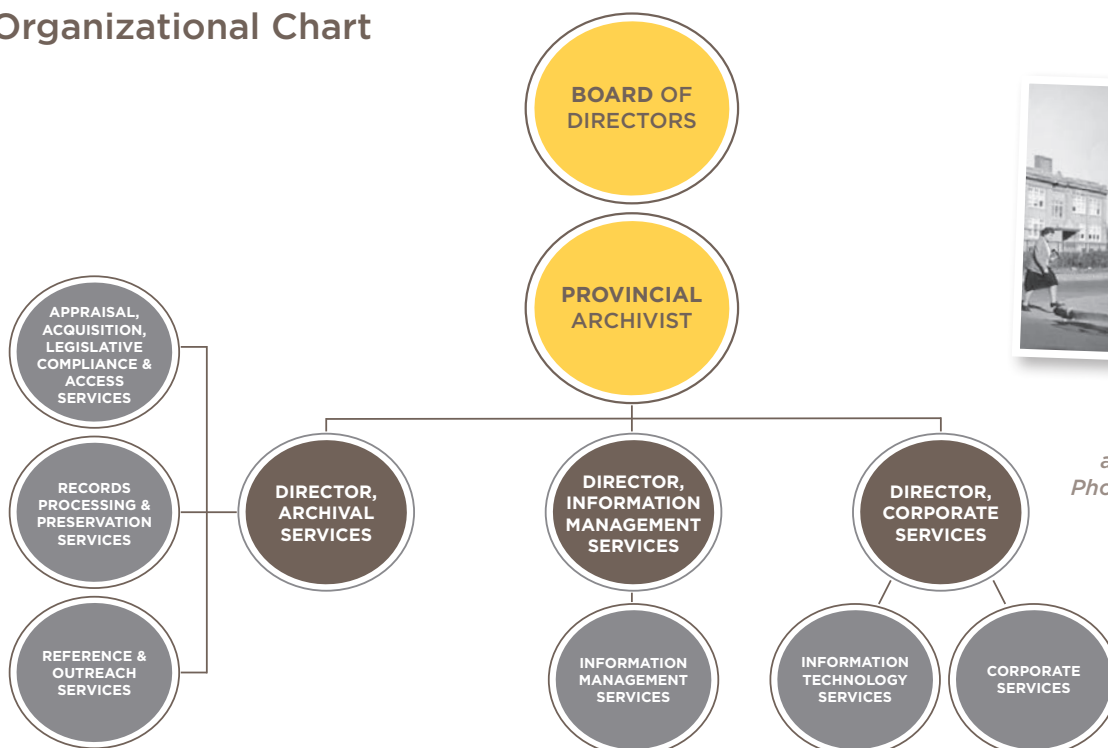 Organizational Chart
BOARD OF
DIRECTORS
PROVINCIAL
ARCHIVIST
APPRAISAL,
ACQUISITION,
LEGISLATIVE
COMPLIANCE &
ACCESS
SERVICES
RECORDS
PROCESSING &
PRESERVATION
SERVICES
REFERENCE &
OUTREACH
SERVICES
DIRECTOR,
ARCHIVAL
SERVICES
DIRECTOR,
INFORMATION
MANAGEMENT
SERVICES
DIRECTOR,
CORPORATE
SERVICES
INFORMATION
MANAGEMENT
SERVICES
INFORMATION
TECHNOLOGY
SERVICES
CORPORATE
SERVICES